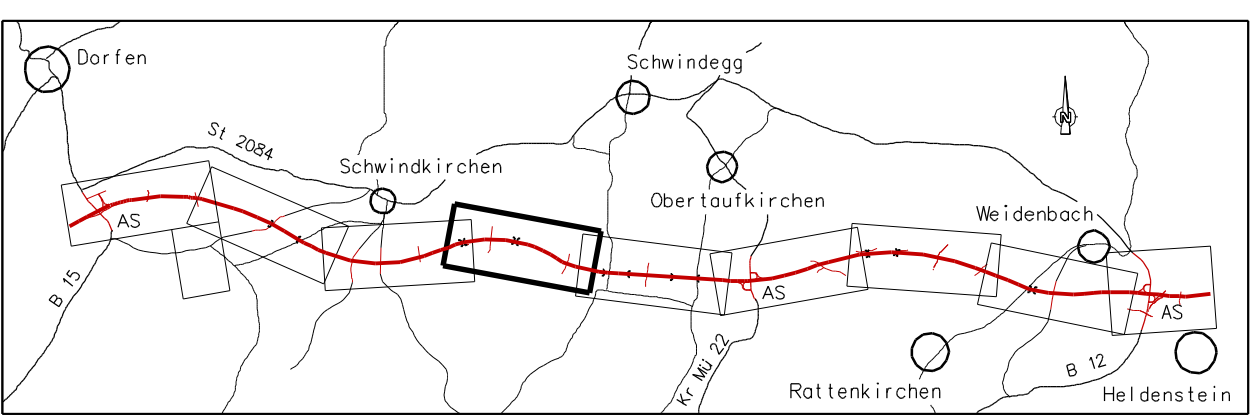 Dorfen
Schwindegg
St 2084
Schwindkirchen
N
Obertaufkirchen
Weidenbach
AS
B 15
AS
AS
Kr Mü 22
B 12
Rattenkirchen
Heldenstein